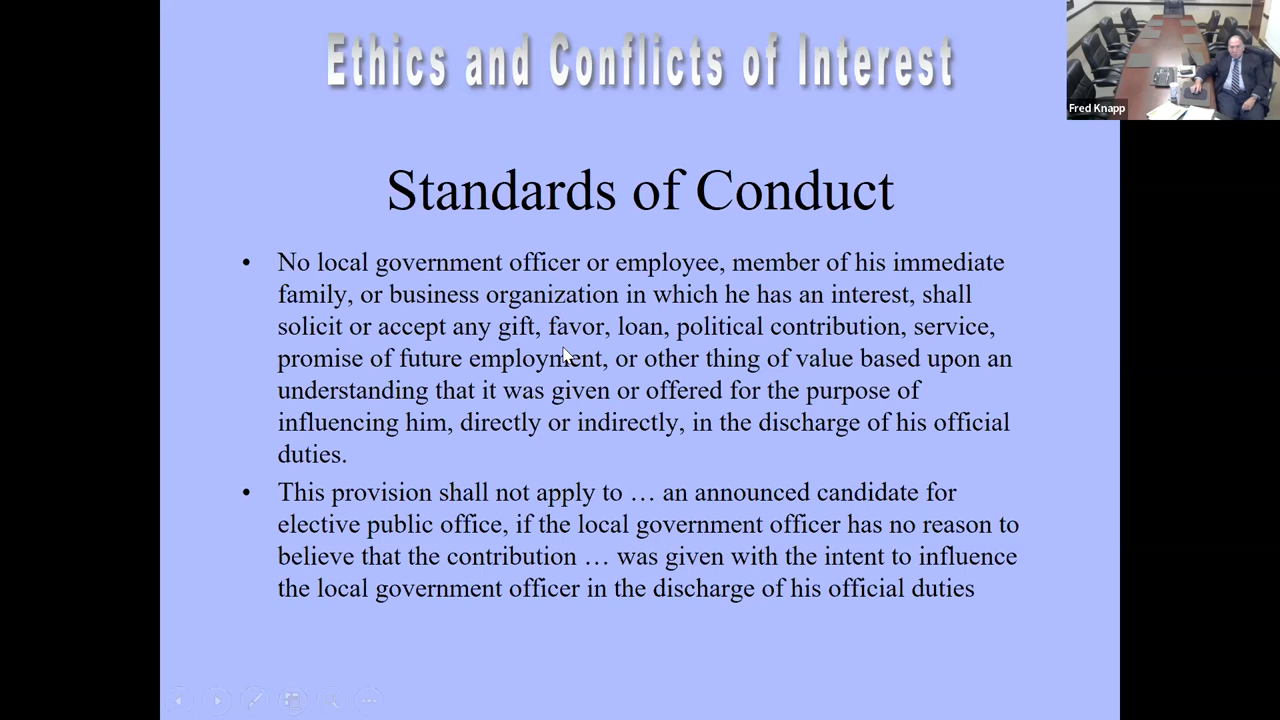 Ethics and Conflicts of Interest
Fred Knapp
Standards of Conduct
• No local government officer or employee, member of his immediate
family, or business organization in which he has an interest, shall
solicit or accept any gift, favor, loan, political contribution, service,
promise of future employment, or other thing of value based upon an
understanding that it was given or offered for the purpose of
influencing him, directly or indirectly, in the discharge of his official
duties.
• This provision shall not apply to … an announced candidate for
elective public office, if the local government officer has no reason to
believe that the contribution … was given with the intent to influence
the local government officer in the discharge of his official duties